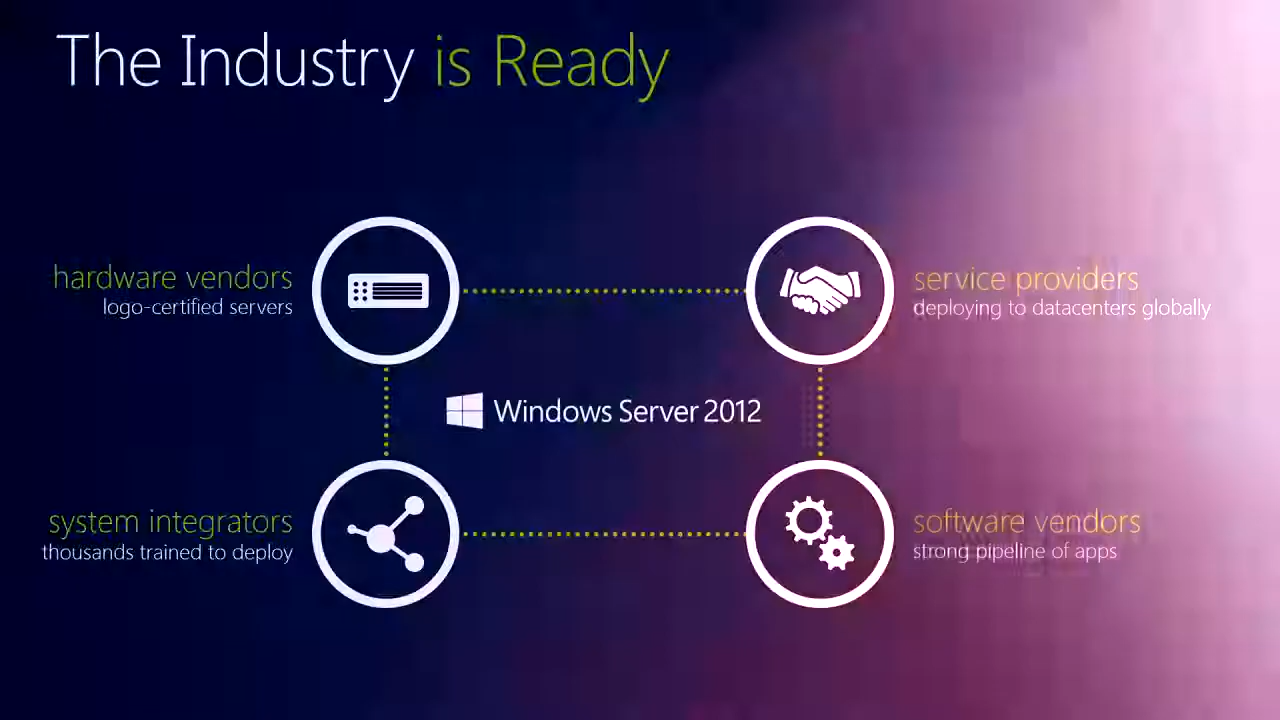 The Industry is Ready
hardware vendors
logo-certified servers
service providers
deploying to datacenters globally
Windows Server 2012
system integrators
thousands trained to deploy
software vendors
strong pipeline of apps